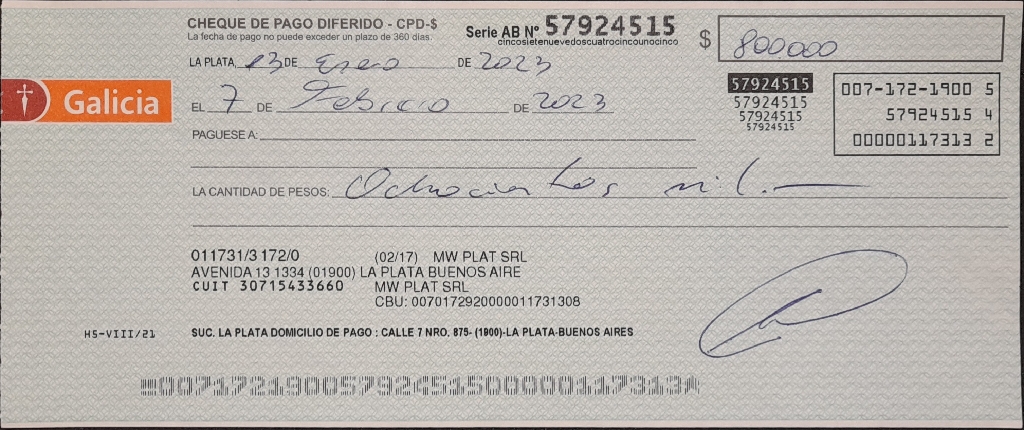 CHEQUE DE PAGO DIFERIDO - CPD-$
La fecha de pago no puede exceder un plazo de 360 días.
Serie AB Nº 57924515
cincosietenuevedoscuatrocincounocinco
$ 800.000
LA PLATA, 13 DE Enero DE 2023
Galicia
EL 7 DE Febrero DE 2023
57924515
57924515
57924515
57924515
007-172-1900 5
57924515 4
00000117313 2
PAGUESE A:
LA CANTIDAD DE PESOS: Ochocientos mil.—
011731/3 172/0 (02/17) MW PLAT SRL
AVENIDA 13 1334 (01900) LA PLATA BUENOS AIRE
CUIT 30715433660 MW PLAT SRL
CBU: 0070172920000011731308
HS-VIII/21 SUC. LA PLATA DOMICILIO DE PAGO : CALLE 7 NRO. 875- (1900)-LA PLATA-BUENOS AIRES
00717219005792451500000117313